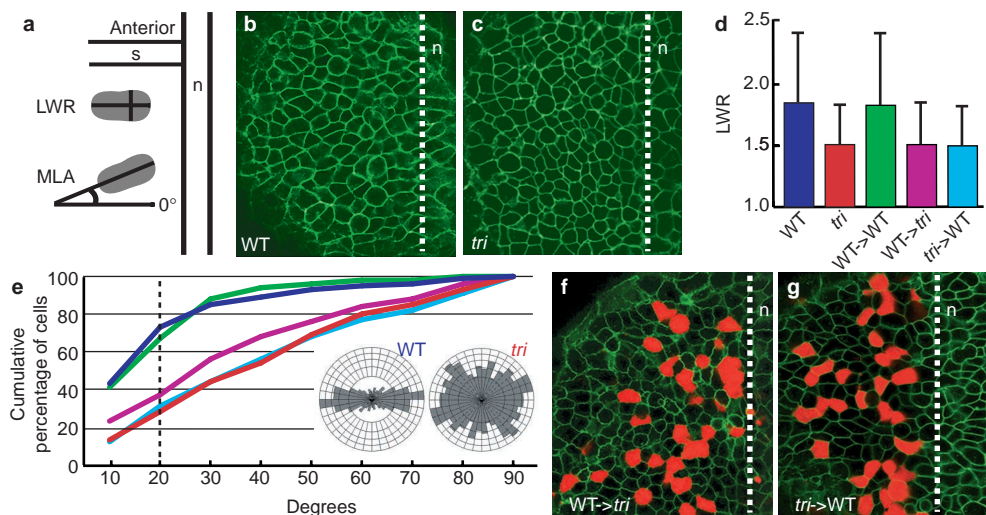 a
Anterior
s
n
LWR
MLA
0°
b
n
WT
c
n
tri
d
LWR
2.5
2.0
1.5
1.0
WT
tri
WT->WT
WT->tri
tri->WT
e
Cumulative
percentage of cells
100
80
60
40
20
0
10 20 30 40 50 60 70 80 90
Degrees
WT
tri
f
n
WT->tri
g
n
tri->WT